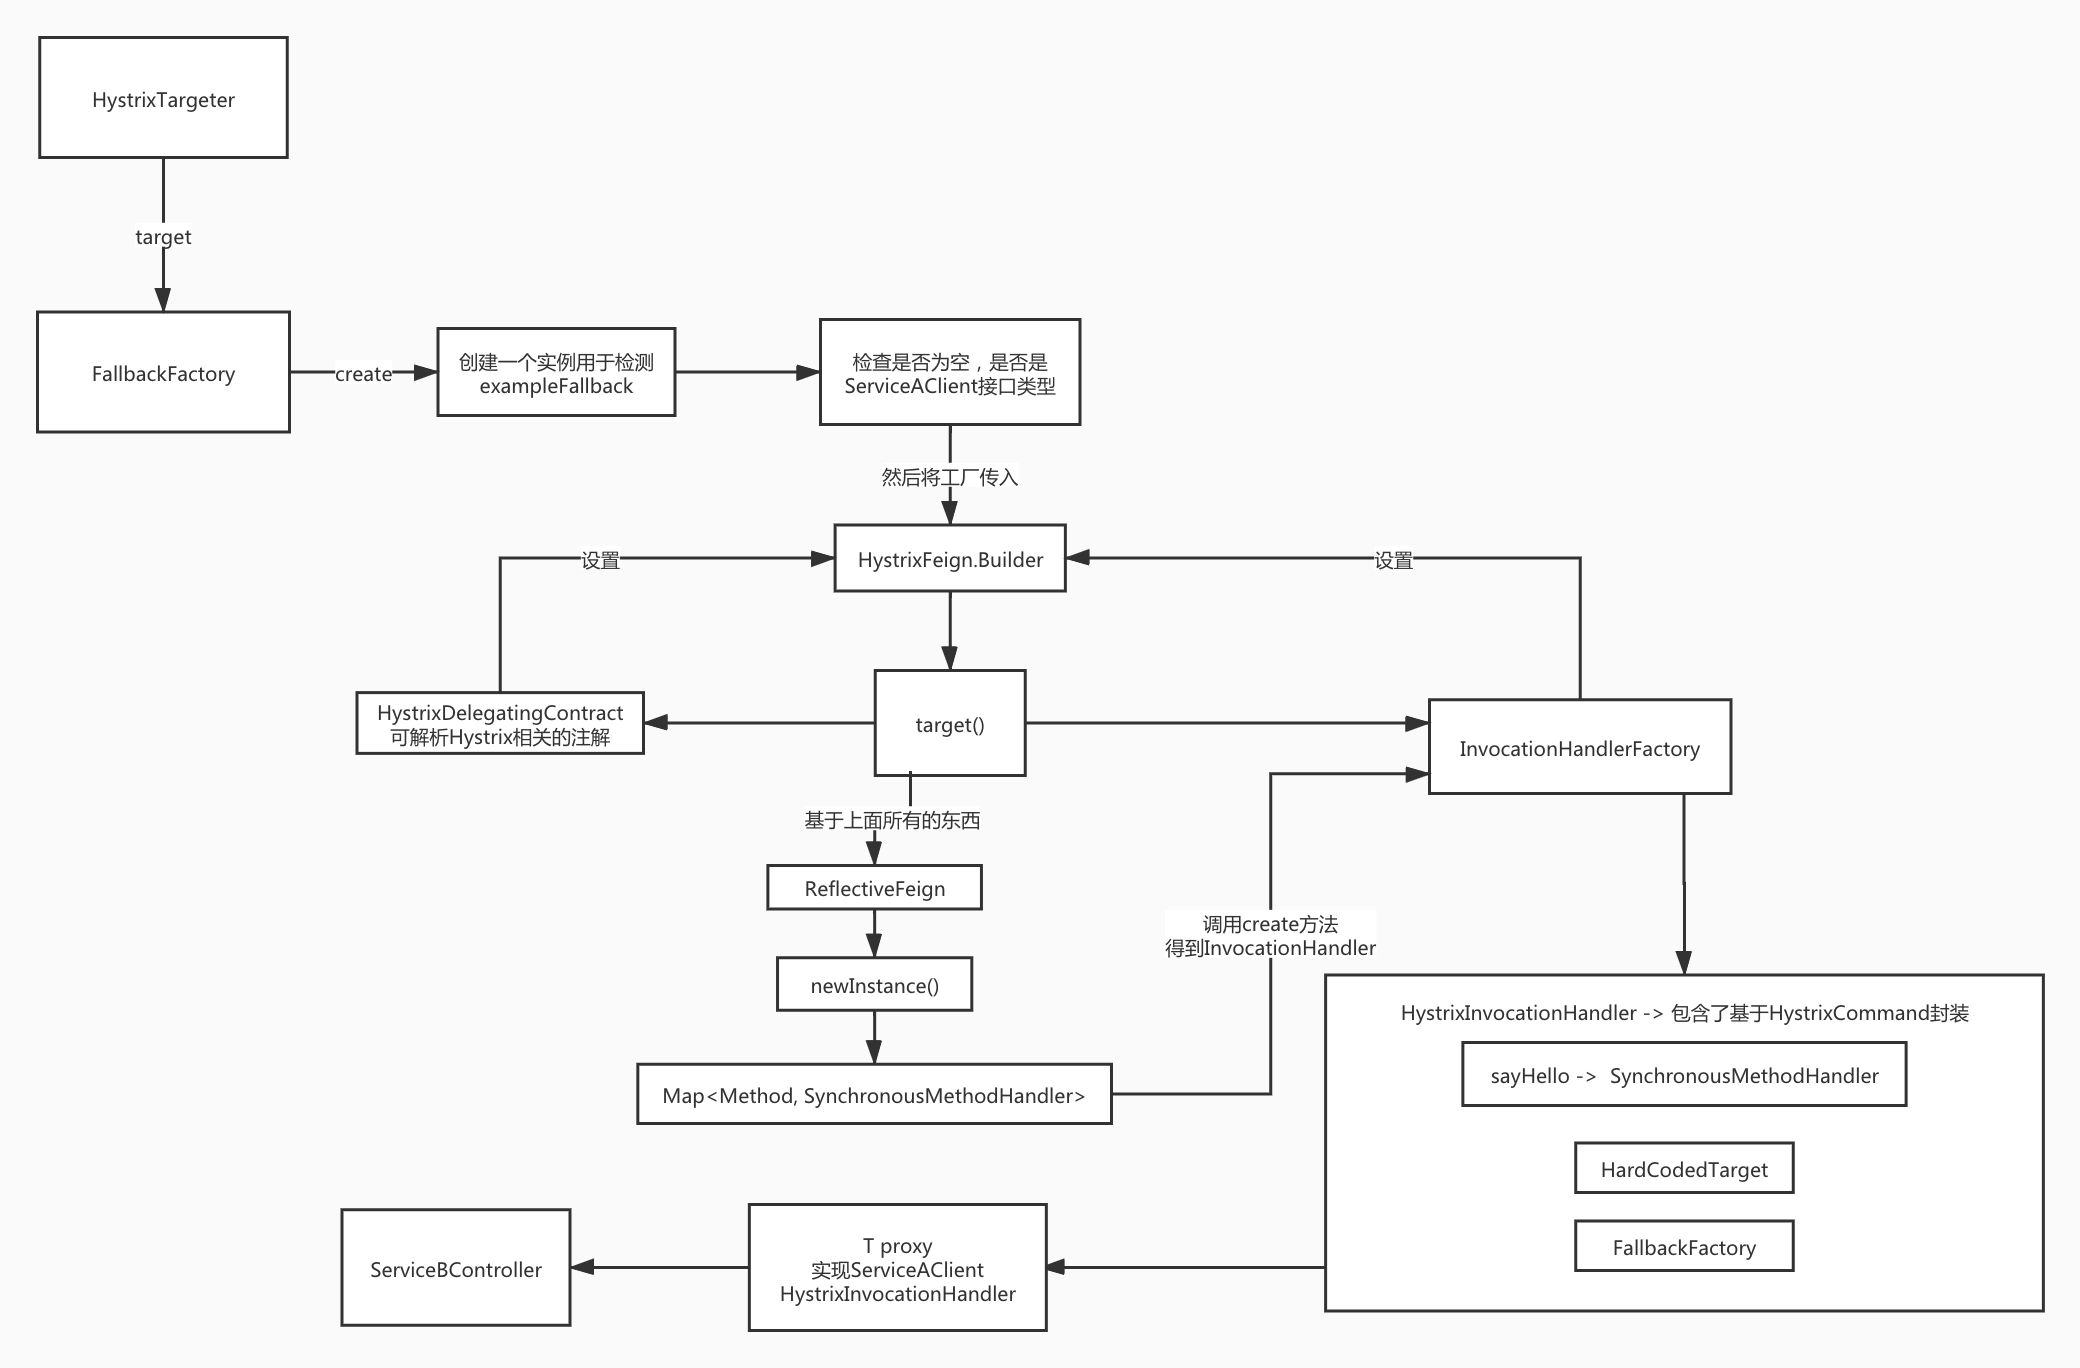 HystrixTargeter
target
FallbackFactory
create
创建一个实例用于检测
exampleFallback
检查是否为空，是否是
ServiceAClient接口类型
然后将工厂传入
设置
HystrixFeign.Builder
设置
HystrixDelegatingContract
可解析Hystrix相关的注解
target()
InvocationHandlerFactory
基于上面所有的东西
ReflectiveFeign
调用create方法
得到InvocationHandler
newInstance()
HystrixInvocationHandler -> 包含了基于HystrixCommand封装
sayHello ->  SynchronousMethodHandler
Map<Method, SynchronousMethodHandler>
HardCodedTarget
FallbackFactory
T proxy
实现ServiceAClient
HystrixInvocationHandler
ServiceBController